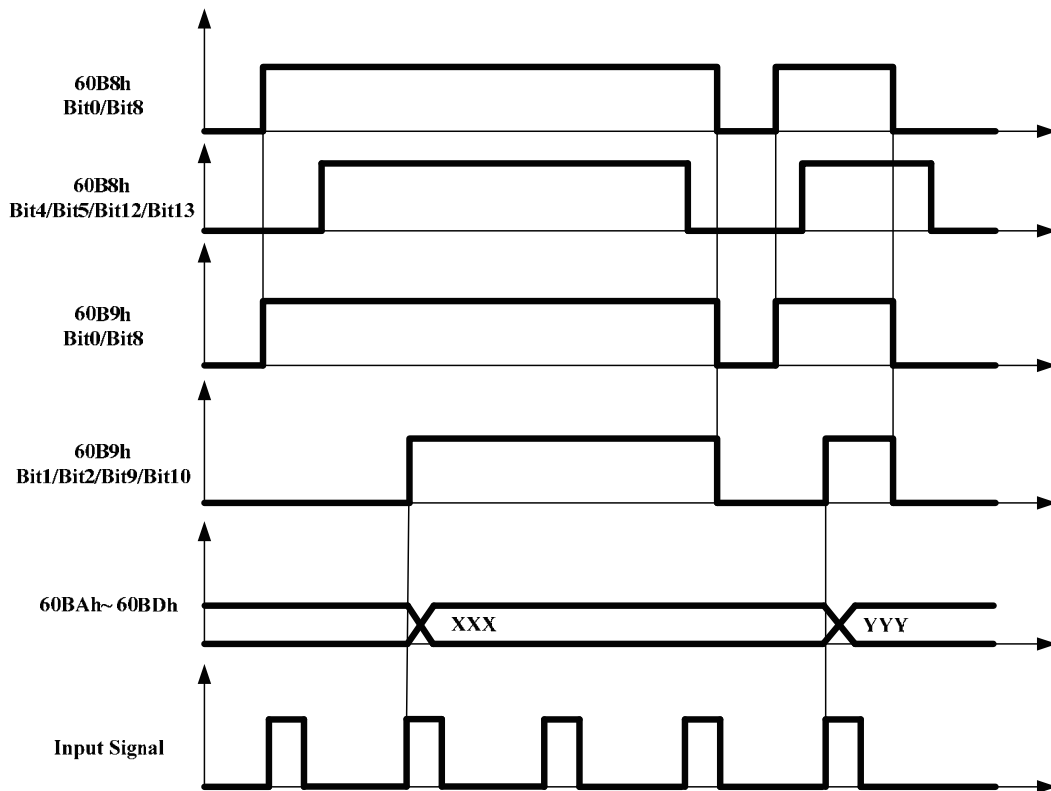 60B8h
Bit0/Bit8
60B8h
Bit4/Bit5/Bit12/Bit13
60B9h
Bit0/Bit8
60B9h
Bit1/Bit2/Bit9/Bit10
60BAh~ 60BDh
XXX
YYY
Input Signal